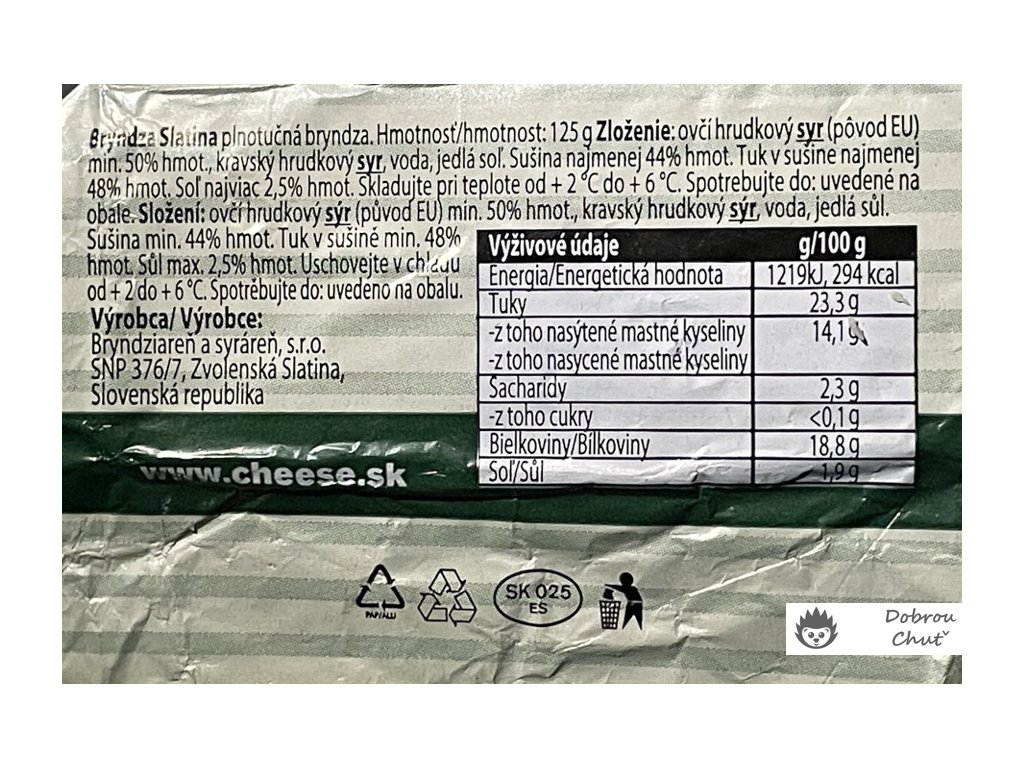 Bryndza Slatina plnotučná bryndza. Hmotnosť/hmotnost: 125 g Zloženie: ovčí hrudkový syr (pôvod EU)
min. 50% hmot., kravský hrudkový syr, voda, jedlá soľ. Sušina najmenej 44% hmot. Tuk v sušine najmenej
48% hmot. Soľ najviac 2,5% hmot. Skladujte pri teplote od + 2 °C do + 6 °C. Spotrebujte do: uvedené na
obale. Složení: ovčí hrudkový sýr (původ EU) min. 50% hmot., kravský hrudkový sýr, voda, jedlá sůl.
Sušina min. 44% hmot. Tuk v sušině min. 48%
hmot. Sůl max. 2,5% hmot. Uschovejte v chladu
od + 2 do + 6 °C. Spotřebujte do: uvedeno na obalu.
Výrobca/ Výrobce:
Bryndziareň a syráreň, s.r.o.
SNP 376/7, Zvolenská Slatina,
Slovenská republika
Výživové údaje g/100 g
Energia/Energetická hodnota 1219kJ, 294 kcal
Tuky 23,3 g
-z toho nasýtené mastné kyseliny 14,1 g
-z toho nasycené mastné kyseliny
Sacharidy 2,3 g
-z toho cukry <0,1 g
Bielkoviny/Bílkoviny 18,8 g
Soľ/Sůl 1,9 g
www.cheese.sk
PAP/ALU
SK 025
ES
Dobrou
Chuť